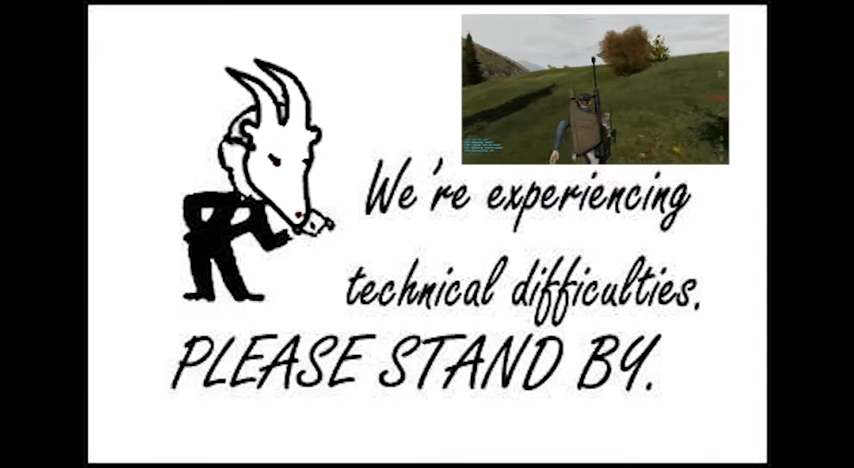 We're experiencing
technical difficulties.
PLEASE STAND BY.